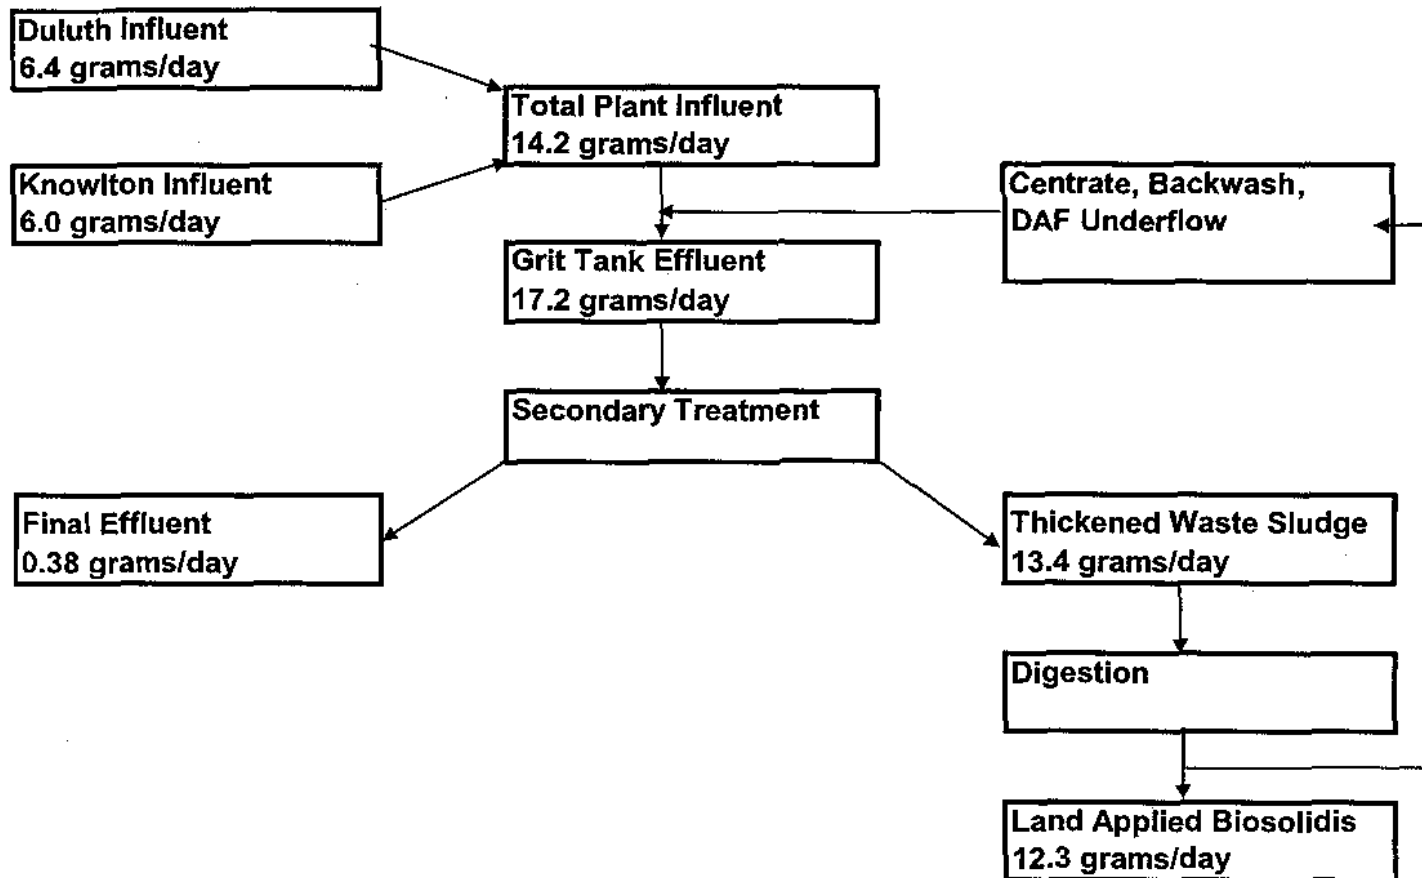 Duluth Influent
6.4 grams/day
Total Plant Influent
14.2 grams/day
Knowlton Influent
6.0 grams/day
Centrate, Backwash,
DAF Underflow
Grit Tank Effluent
17.2 grams/day
Secondary Treatment
Final Effluent
0.38 grams/day
Thickened Waste Sludge
13.4 grams/day
Digestion
Land Applied Biosolidis
12.3 grams/day